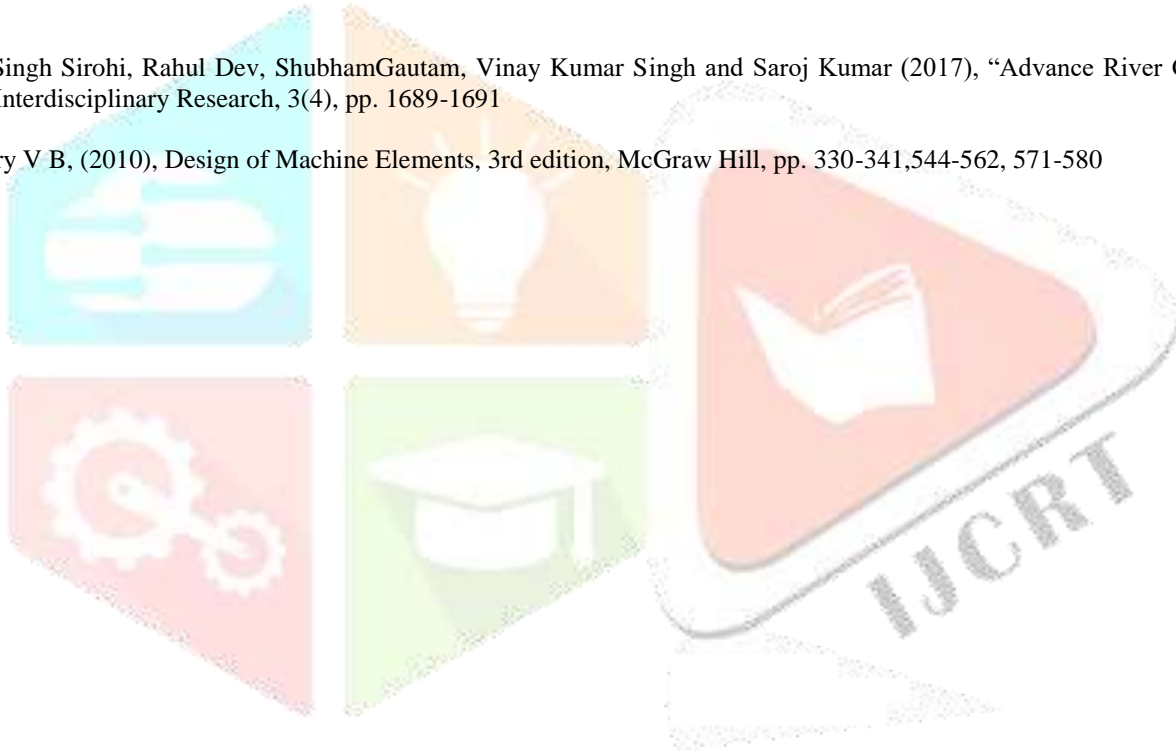 Singh Sirohi, Rahul Dev, ShubhamGautam, Vinay Kumar Singh and Saroj Kumar (2017), “Advance River
Interdisciplinary Research, 3(4), pp. 1689-1691
ry V B, (2010), Design of Machine Elements, 3rd edition, McGraw Hill, pp. 330-341,544-562, 571-580
IJCRT